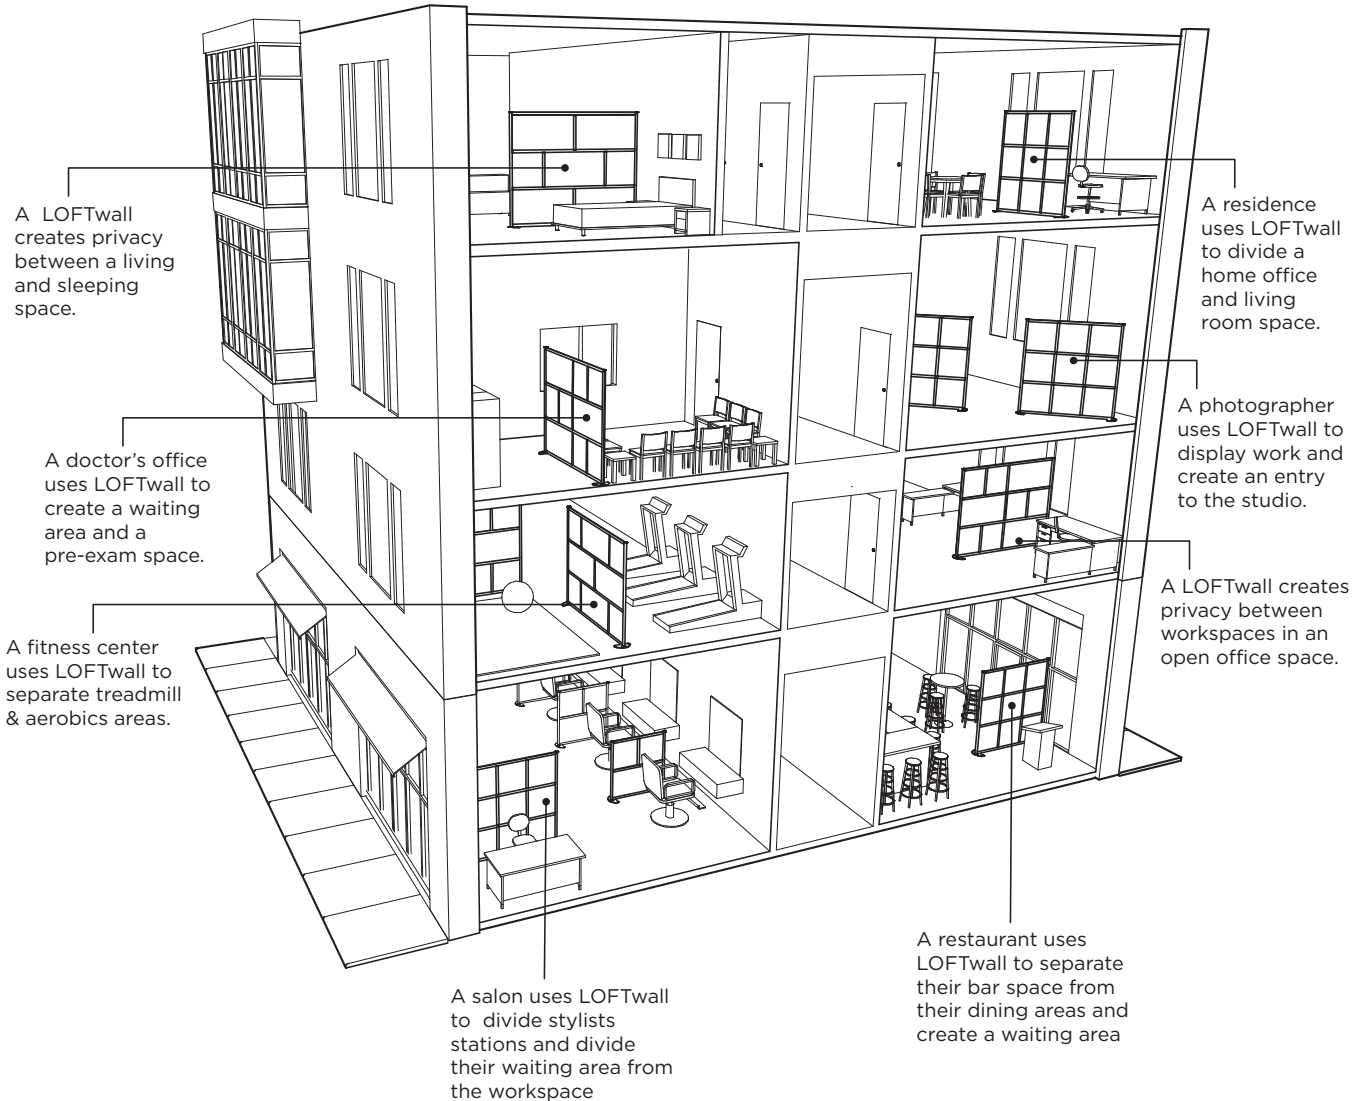 A LOFTwall
creates privacy
between a living
and sleeping
space.
A residence
uses LOFTwall
to divide a
home office
and living
room space.
A doctor's office
uses LOFTwall to
create a waiting
area and a
pre-exam space.
A photographer
uses LOFTwall to
display work and
create an entry
to the studio.
A fitness center
uses LOFTwall to
separate treadmill
& aerobics areas.
A LOFTwall creates
privacy between
workspaces in an
open office space.
A salon uses LOFTwall
to divide stylists
stations and divide
their waiting area from
the workspace
A restaurant uses
LOFTwall to separate
their bar space from
their dining areas and
create a waiting area